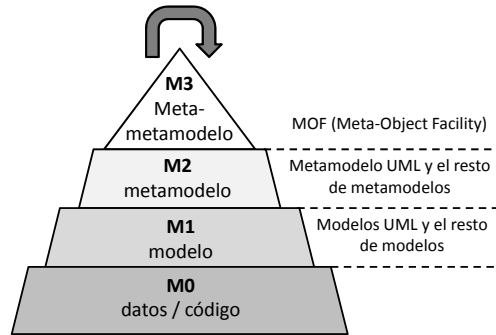 M3
Meta-
metamodelo
MOF (Meta-Object Facility)
M2
metamodelo
Metamodelo UML y el resto
de metamodelos
M1
modelo
Modelos UML y el resto
de modelos
M0
datos / código